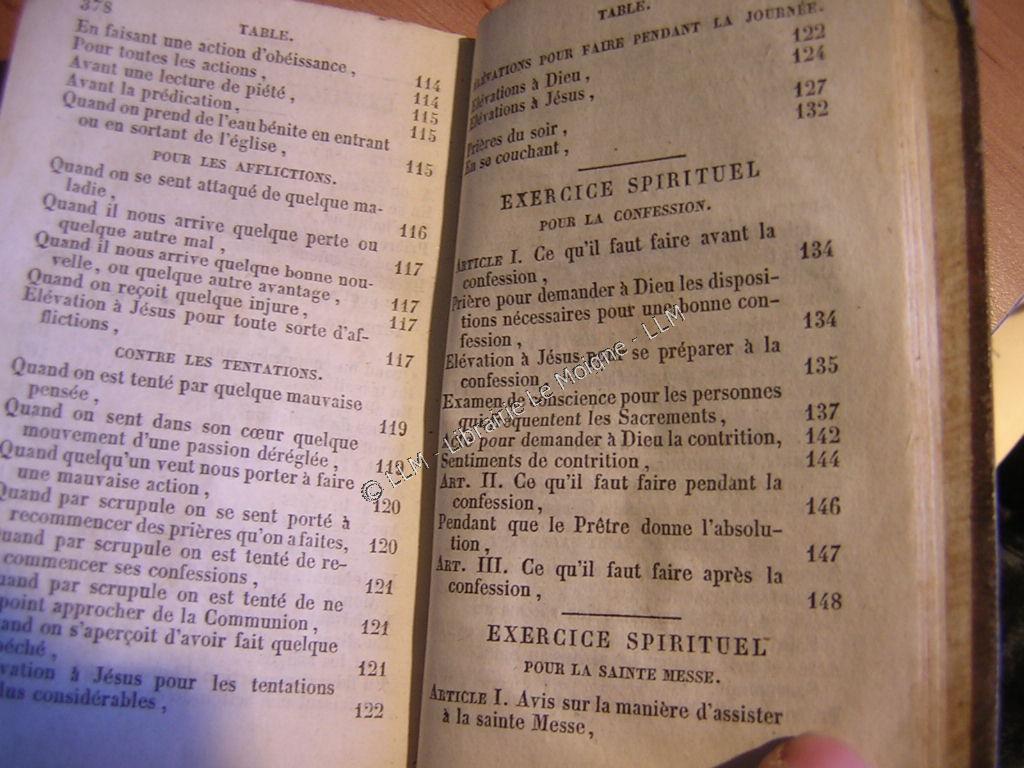 378
TABLE.
En faisant une action d'obéissance, 114
Pour toutes les actions, 114
Avant une lecture de piété, 115
Avant la prédication, 115
Quand on prend de l'eau bénite en entrant
ou en sortant de l'église, 115
POUR LES AFFLICTIONS.
Quand on se sent attaqué de quelque ma-
ladie, 116
Quand il nous arrive quelque perte ou
quelque autre mal, 117
Quand il nous arrive quelque bonne nou-
velle, ou quelque autre avantage, 117
Quand on reçoit quelque injure, 117
Elévation à Jésus pour toute sorte d'af-
flictions, 117
CONTRE LES TENTATIONS.
Quand on est tenté par quelque mauvaise
pensée, 119
Quand on sent dans son cœur quelque
mouvement d'une passion déréglée, 119
Quand quelqu'un veut nous porter à faire
une mauvaise action, 120
Quand par scrupule on se sent porté à
recommencer des prières qu'on a faites, 120
uand par scrupule on est tenté de re-
commencer ses confessions, 121
uand par scrupule on est tenté de ne
point approcher de la Communion, 121
and on s'aperçoit d'avoir fait quelque
péché, 121
vation à Jésus pour les tentations
lus considérables, 122
TABLE.
ELÉVATIONS POUR FAIRE PENDANT LA JOURNÉE.
Elévations à Dieu, 122
Elévations à Jésus, 124
Prières du soir, 127
En se couchant, 132
EXERCICE SPIRITUEL
POUR LA CONFESSION.
ARTICLE I. Ce qu'il faut faire avant la
confession, 134
Prière pour demander à Dieu les disposi-
tions nécessaires pour une bonne con-
fession, 134
Elévation à Jésus pour se préparer à la
confession, 135
Examen de conscience pour les personnes
qui fréquentent les Sacrements, 137
Acte pour demander à Dieu la contrition, 142
Sentiments de contrition, 144
ART. II. Ce qu'il faut faire pendant la
confession, 146
Pendant que le Prêtre donne l'absolu-
tion, 147
ART. III. Ce qu'il faut faire après la
confession, 148
EXERCICE SPIRITUEL
POUR LA SAINTE MESSE.
ARTICLE I. Avis sur la manière d'assister
à la sainte Messe,
© LLM - Librairie Le Moigne - LLM